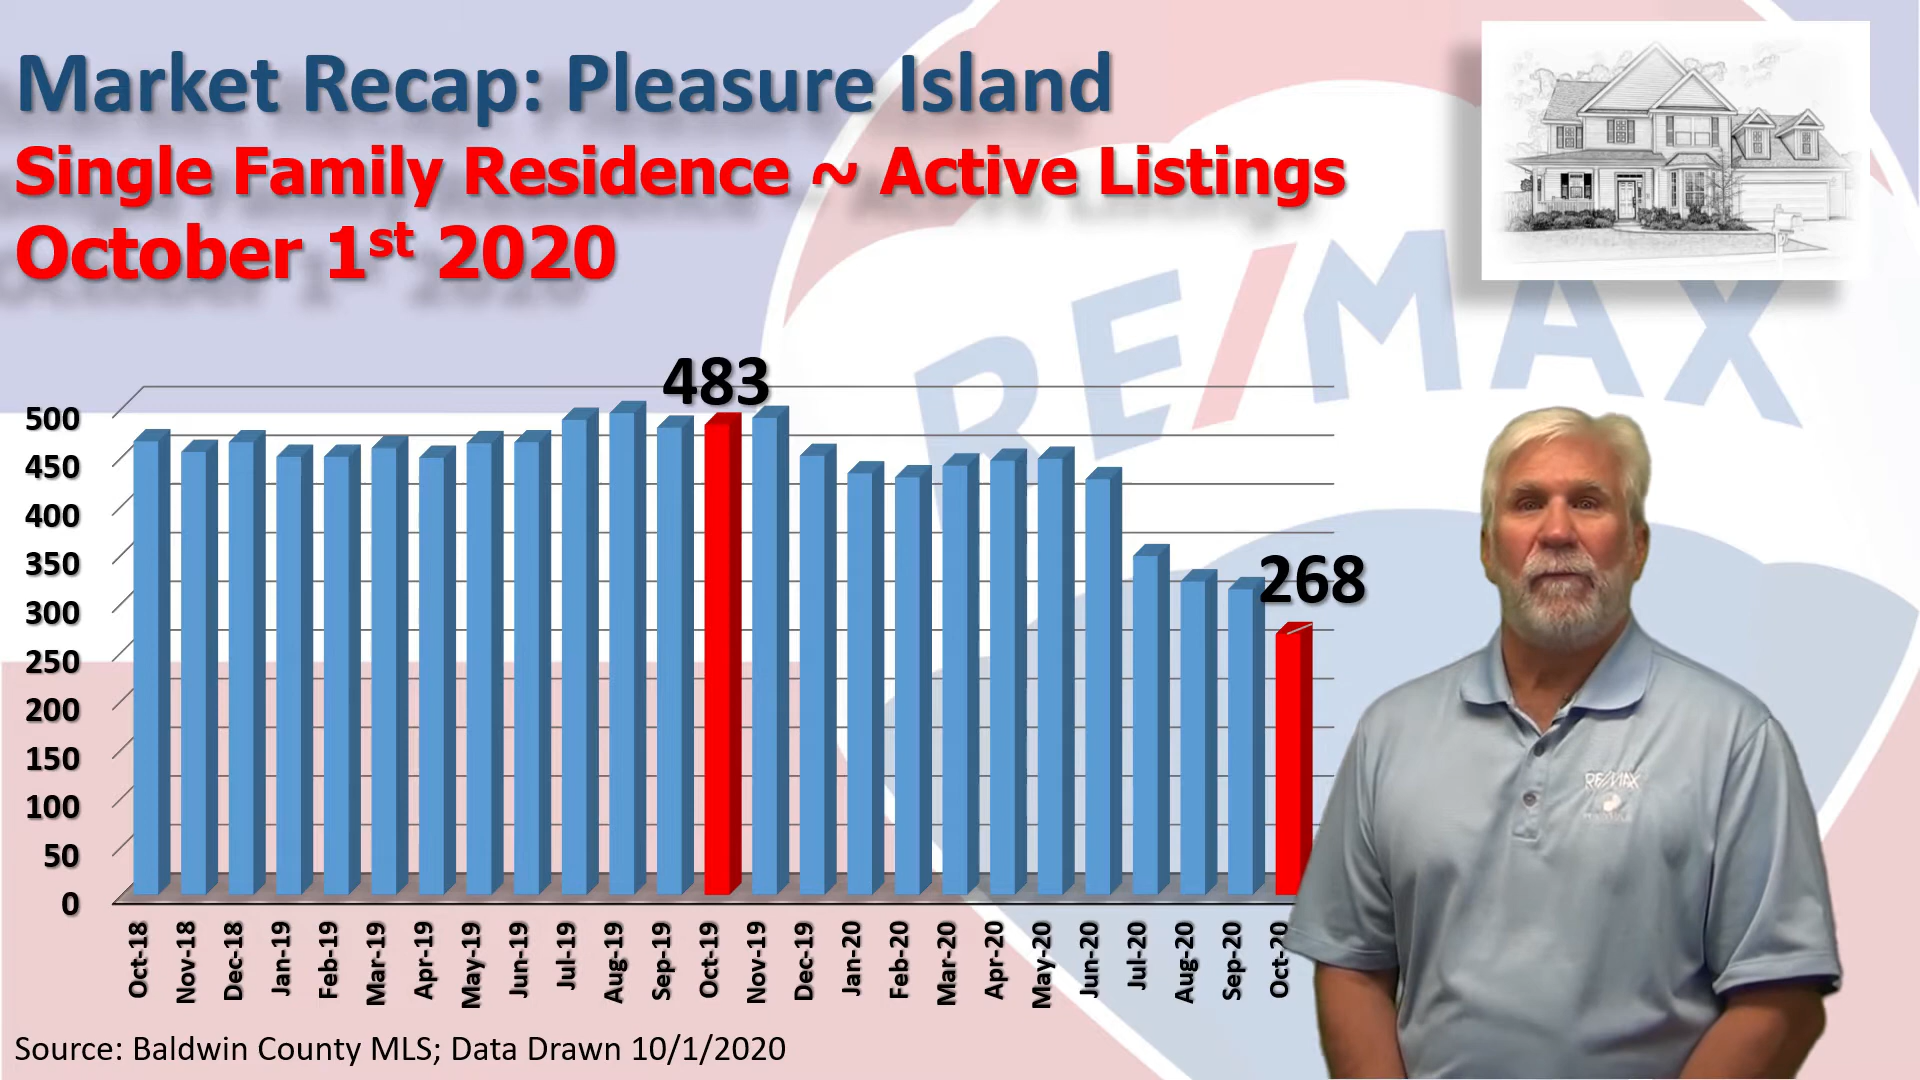 Market Recap: Pleasure Island
Single Family Residence ~ Active Listings
October 1st 2020
RE/MAX
483
268
500
450
400
350
300
250
200
150
100
50
0
Oct-18
Nov-18
Dec-18
Jan-19
Feb-19
Mar-19
Apr-19
May-19
Jun-19
Jul-19
Aug-19
Sep-19
Oct-19
Nov-19
Dec-19
Jan-20
Feb-20
Mar-20
Apr-20
May-20
Jun-20
Jul-20
Aug-20
Sep-20
Oct-20
RE/MAX
Source: Baldwin County MLS; Data Drawn 10/1/2020